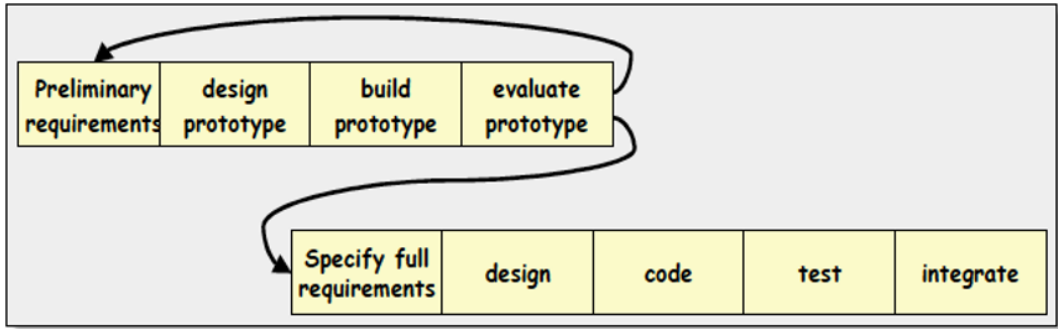 Preliminary
requirements
design
prototype
build
prototype
evaluate
prototype
Specify full
requirements
design
code
test
integrate